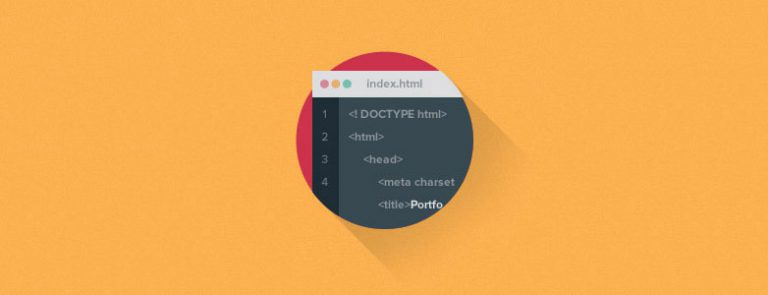 index.html
1 <! DOCTYPE html>
2 <html>
3 <head>
4 <meta charset
<title>Portfo